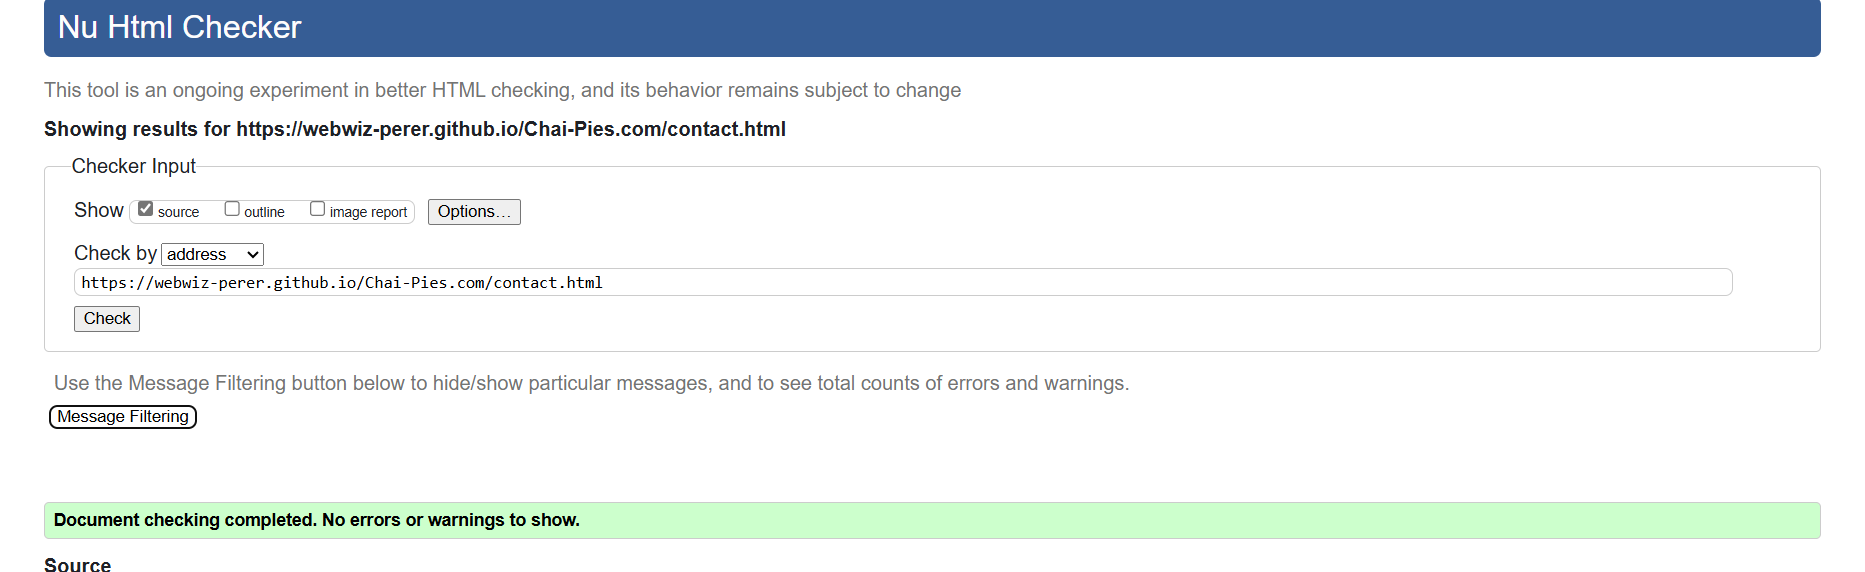 Nu Html Checker
This tool is an ongoing experiment in better HTML checking, and its behavior remains subject to change
Showing results for https://webwiz-perer.github.io/Chai-Pies.com/contact.html
Checker Input
Show source outline image report Options...
Check by address
https://webwiz-perer.github.io/Chai-Pies.com/contact.html
Check
Use the Message Filtering button below to hide/show particular messages, and to see total counts of errors and warnings.
Message Filtering
Document checking completed. No errors or warnings to show.
Source